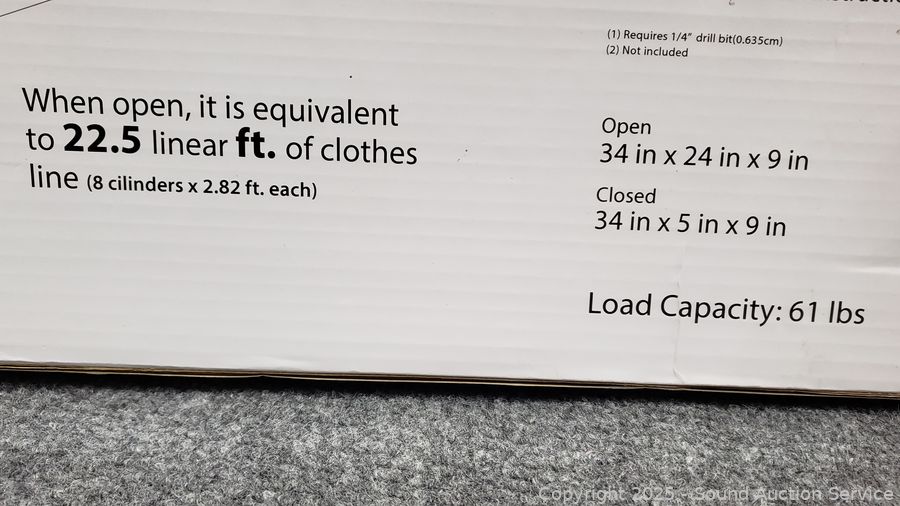 (1) Requires 1/4" drill bit(0.635cm)
(2) Not included
When open, it is equivalent
to 22.5 linear ft. of clothes
line (8 cilinders x 2.82 ft. each)
Open
34 in x 24 in x 9 in
Closed
34 in x 5 in x 9 in
Load Capacity: 61 lbs
Copyright 2025 - Sound Auction Service